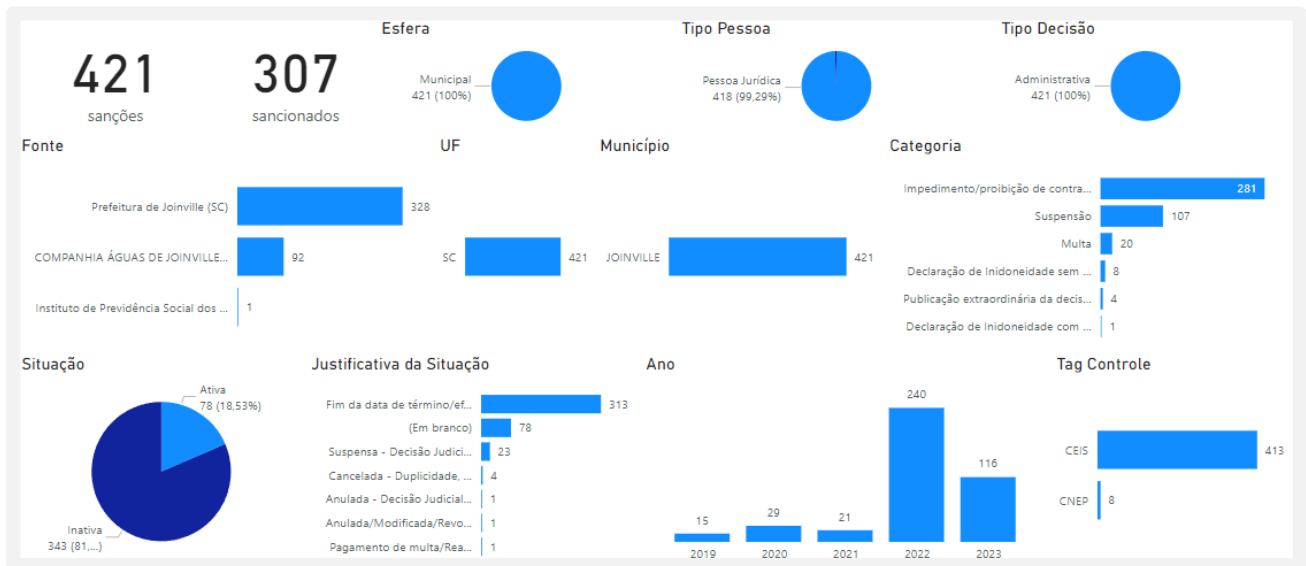 421
sanções
307
sancionados
Esfera
Municipal
421 (100%)
Tipo Pessoa
Pessoa Jurídica
418 (99,29%)
Tipo Decisão
Administrativa
421 (100%)
Fonte
Prefeitura de Joinville (SC)
328
COMPANHIA ÁGUAS DE JOINVILLE...
92
Instituto de Previdência Social dos ...
1
UF
SC
421
Município
JOINVILLE
421
Categoria
Impedimento/proibição de contra...
281
Suspensão
107
Multa
20
Declaração de Inidoneidade sem ...
8
Publicação extraordinária da decis...
4
Declaração de Inidoneidade com ...
1
Situação
Ativa
78 (18,53%)
Inativa
343 (81,...)
Justificativa da Situação
Fim da data de término/ef...
313
(Em branco)
78
Suspensa - Decisão Judici...
23
Cancelada - Duplicidade, ...
4
Anulada - Decisão Judicial...
1
Anulada/Modificada/Revo...
1
Pagamento de multa/Rea...
1
Ano
15
29
21
240
116
2019
2020
2021
2022
2023
Tag Controle
CEIS
413
CNEP
8